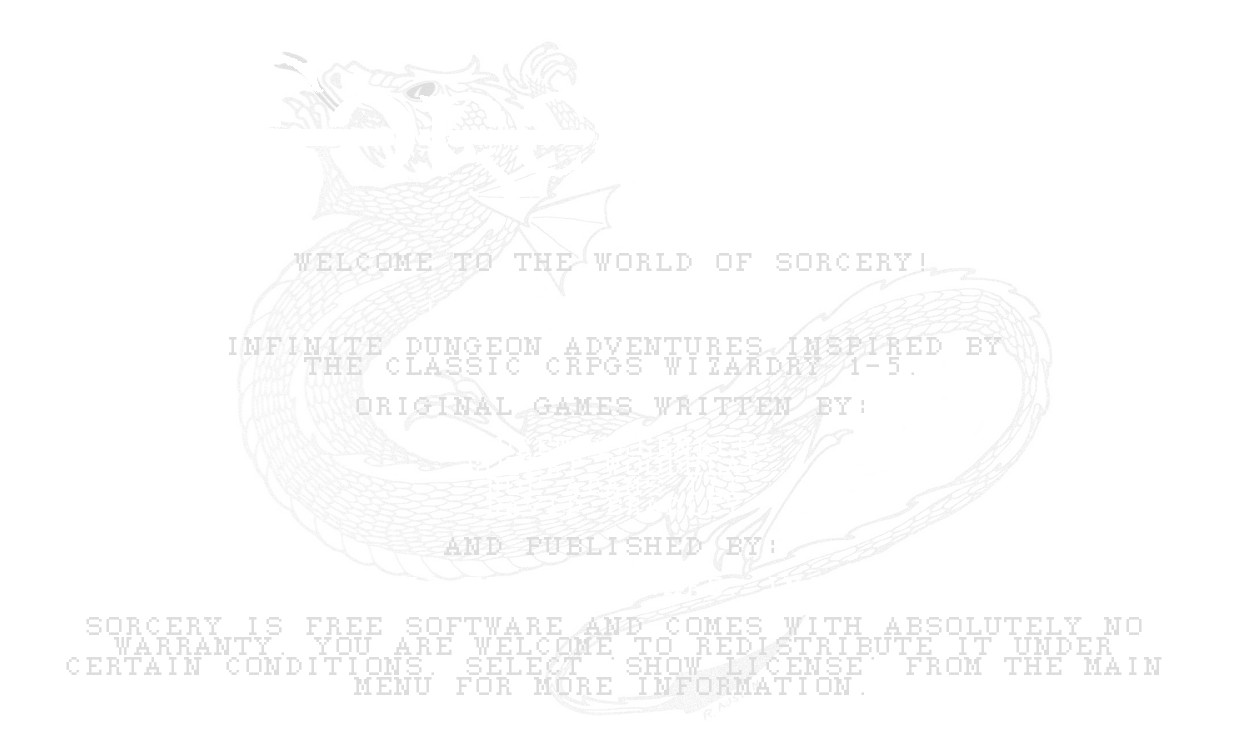 WELCOME TO THE WORLD OF SORCERY!
INFINITE DUNGEON ADVENTURES INSPIRED BY
THE CLASSIC CRPGS WIZARDRY 1-5.
ORIGINAL GAMES WRITTEN BY:
AND PUBLISHED BY:
SORCERY IS FREE SOFTWARE AND COMES WITH ABSOLUTELY NO
WARRANTY. YOU ARE WELCOME TO REDISTRIBUTE IT UNDER
CERTAIN CONDITIONS. SELECT 'SHOW LICENSE' FROM THE MAIN
MENU FOR MORE INFORMATION.